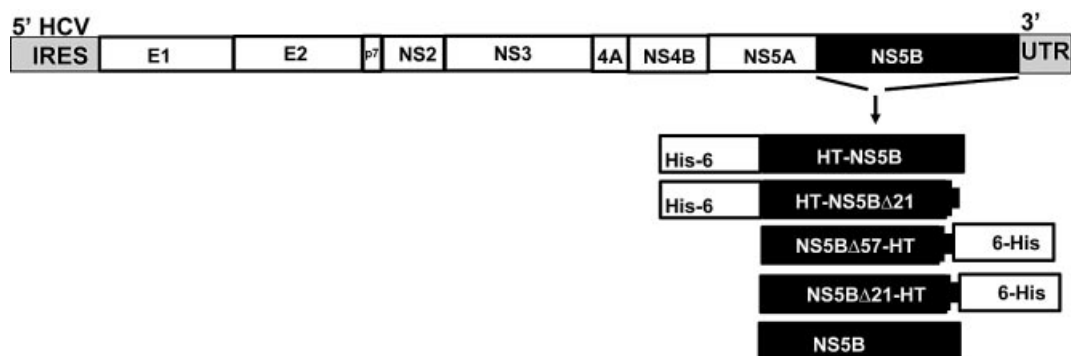 5’ HCV
3’
IRES E1 E2 p7 NS2 NS3 4A NS4B NS5A NS5B UTR
His-6 HT-NS5B
His-6 HT-NS5BΔ21
NS5BΔ57-HT 6-His
NS5BΔ21-HT 6-His
NS5B